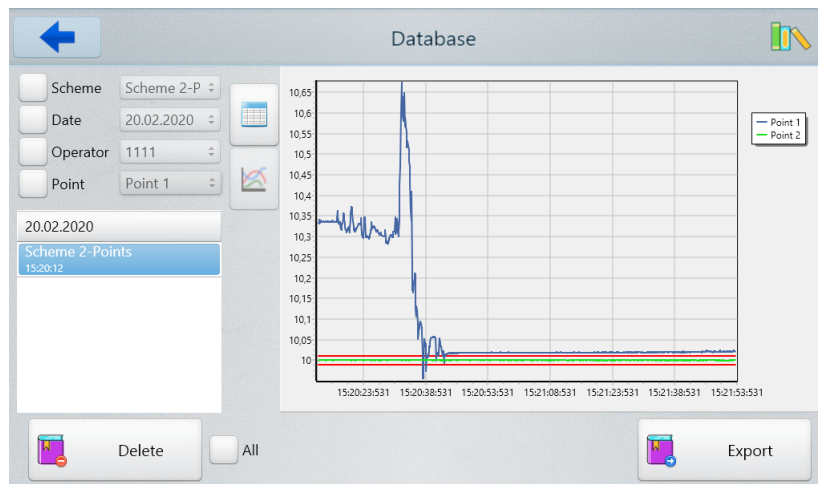 Database
Scheme
Scheme 2-P
Date
20.02.2020
Operator
1111
Point
Point 1
20.02.2020
Scheme 2-Points
15:20:12
10,65
10,6
10,55
10,5
10,45
10,4
10,35
10,3
10,25
10,2
10,15
10,1
10,05
10
15:20:23:531 15:20:38:531 15:20:53:531 15:21:08:531 15:21:23:531 15:21:38:531 15:21:53:531
Point 1
Point 2
Delete
All
Export